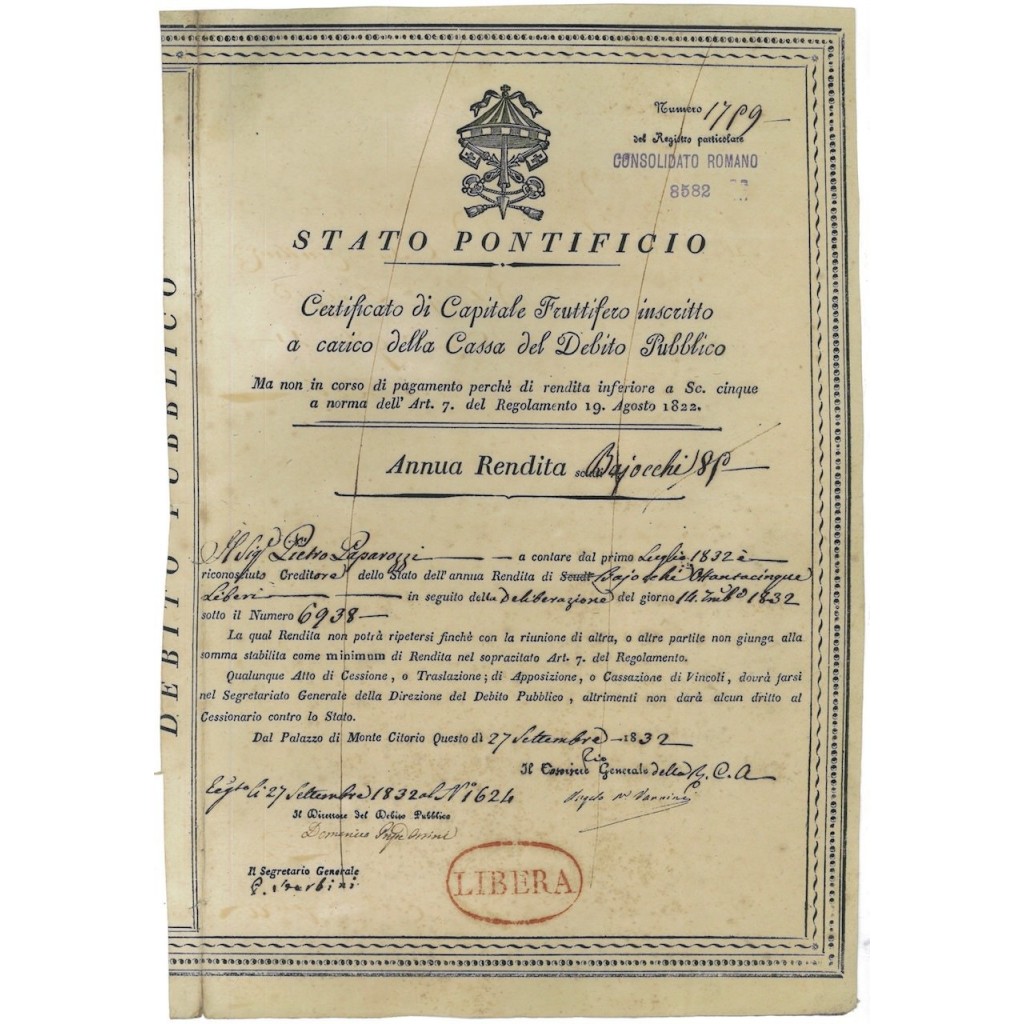 Numero 1789
del Registro particolare
CONSOLIDATO ROMANO
8582
STATO PONTIFICIO
Certificato di Capitale Fruttifero inscritto
a carico della Cassa del Debito Pubblico
Ma non in corso di pagamento perchè di rendita inferiore a Sc. cinque
a norma dell' Art. 7. del Regolamento 19. Agosto 1822.
Annua Rendita scudi Bajocchi 85
Il Sig.r Pietro Paparozzi a contare dal primo Luglio 1832 è
riconosciuto Creditore dello Stato dell'annua Rendita di Scudi Bajocchi Ottantacinque
Liberi in seguito della deliberazione del giorno 14. 1832
sotto il Numero 6938
La qual Rendita non potrà ripetersi finchè con la riunione di altra, o altre partite non giunga alla
somma stabilita come minimum di Rendita nel sopracitato Art. 7. del Regolamento.
Qualunque Atto di Cessione, o Traslazione; di Apposizione, o Cassazione di Vincoli, dovrà farsi
nel Segretariato Generale della Direzione del Debito Pubblico, altrimenti non darà alcun dritto al
Cessionario contro lo Stato.
Dal Palazzo di Monte Citorio Questo dì 27 Settembre 1832
Il Generale della R. C. A.
li 27 Settembre 1832 al N.o 1624
Angelo
Il Direttore del Debito Pubblico
Domenico Orsini
Il Segretario Generale
LIBERA
DEBITO PUBBLICO